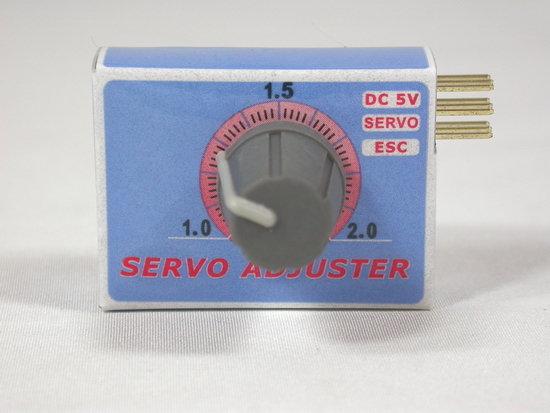 1.5
DC 5V
SERVO
ESC
1.0
2.0
SERVO ADJUSTER